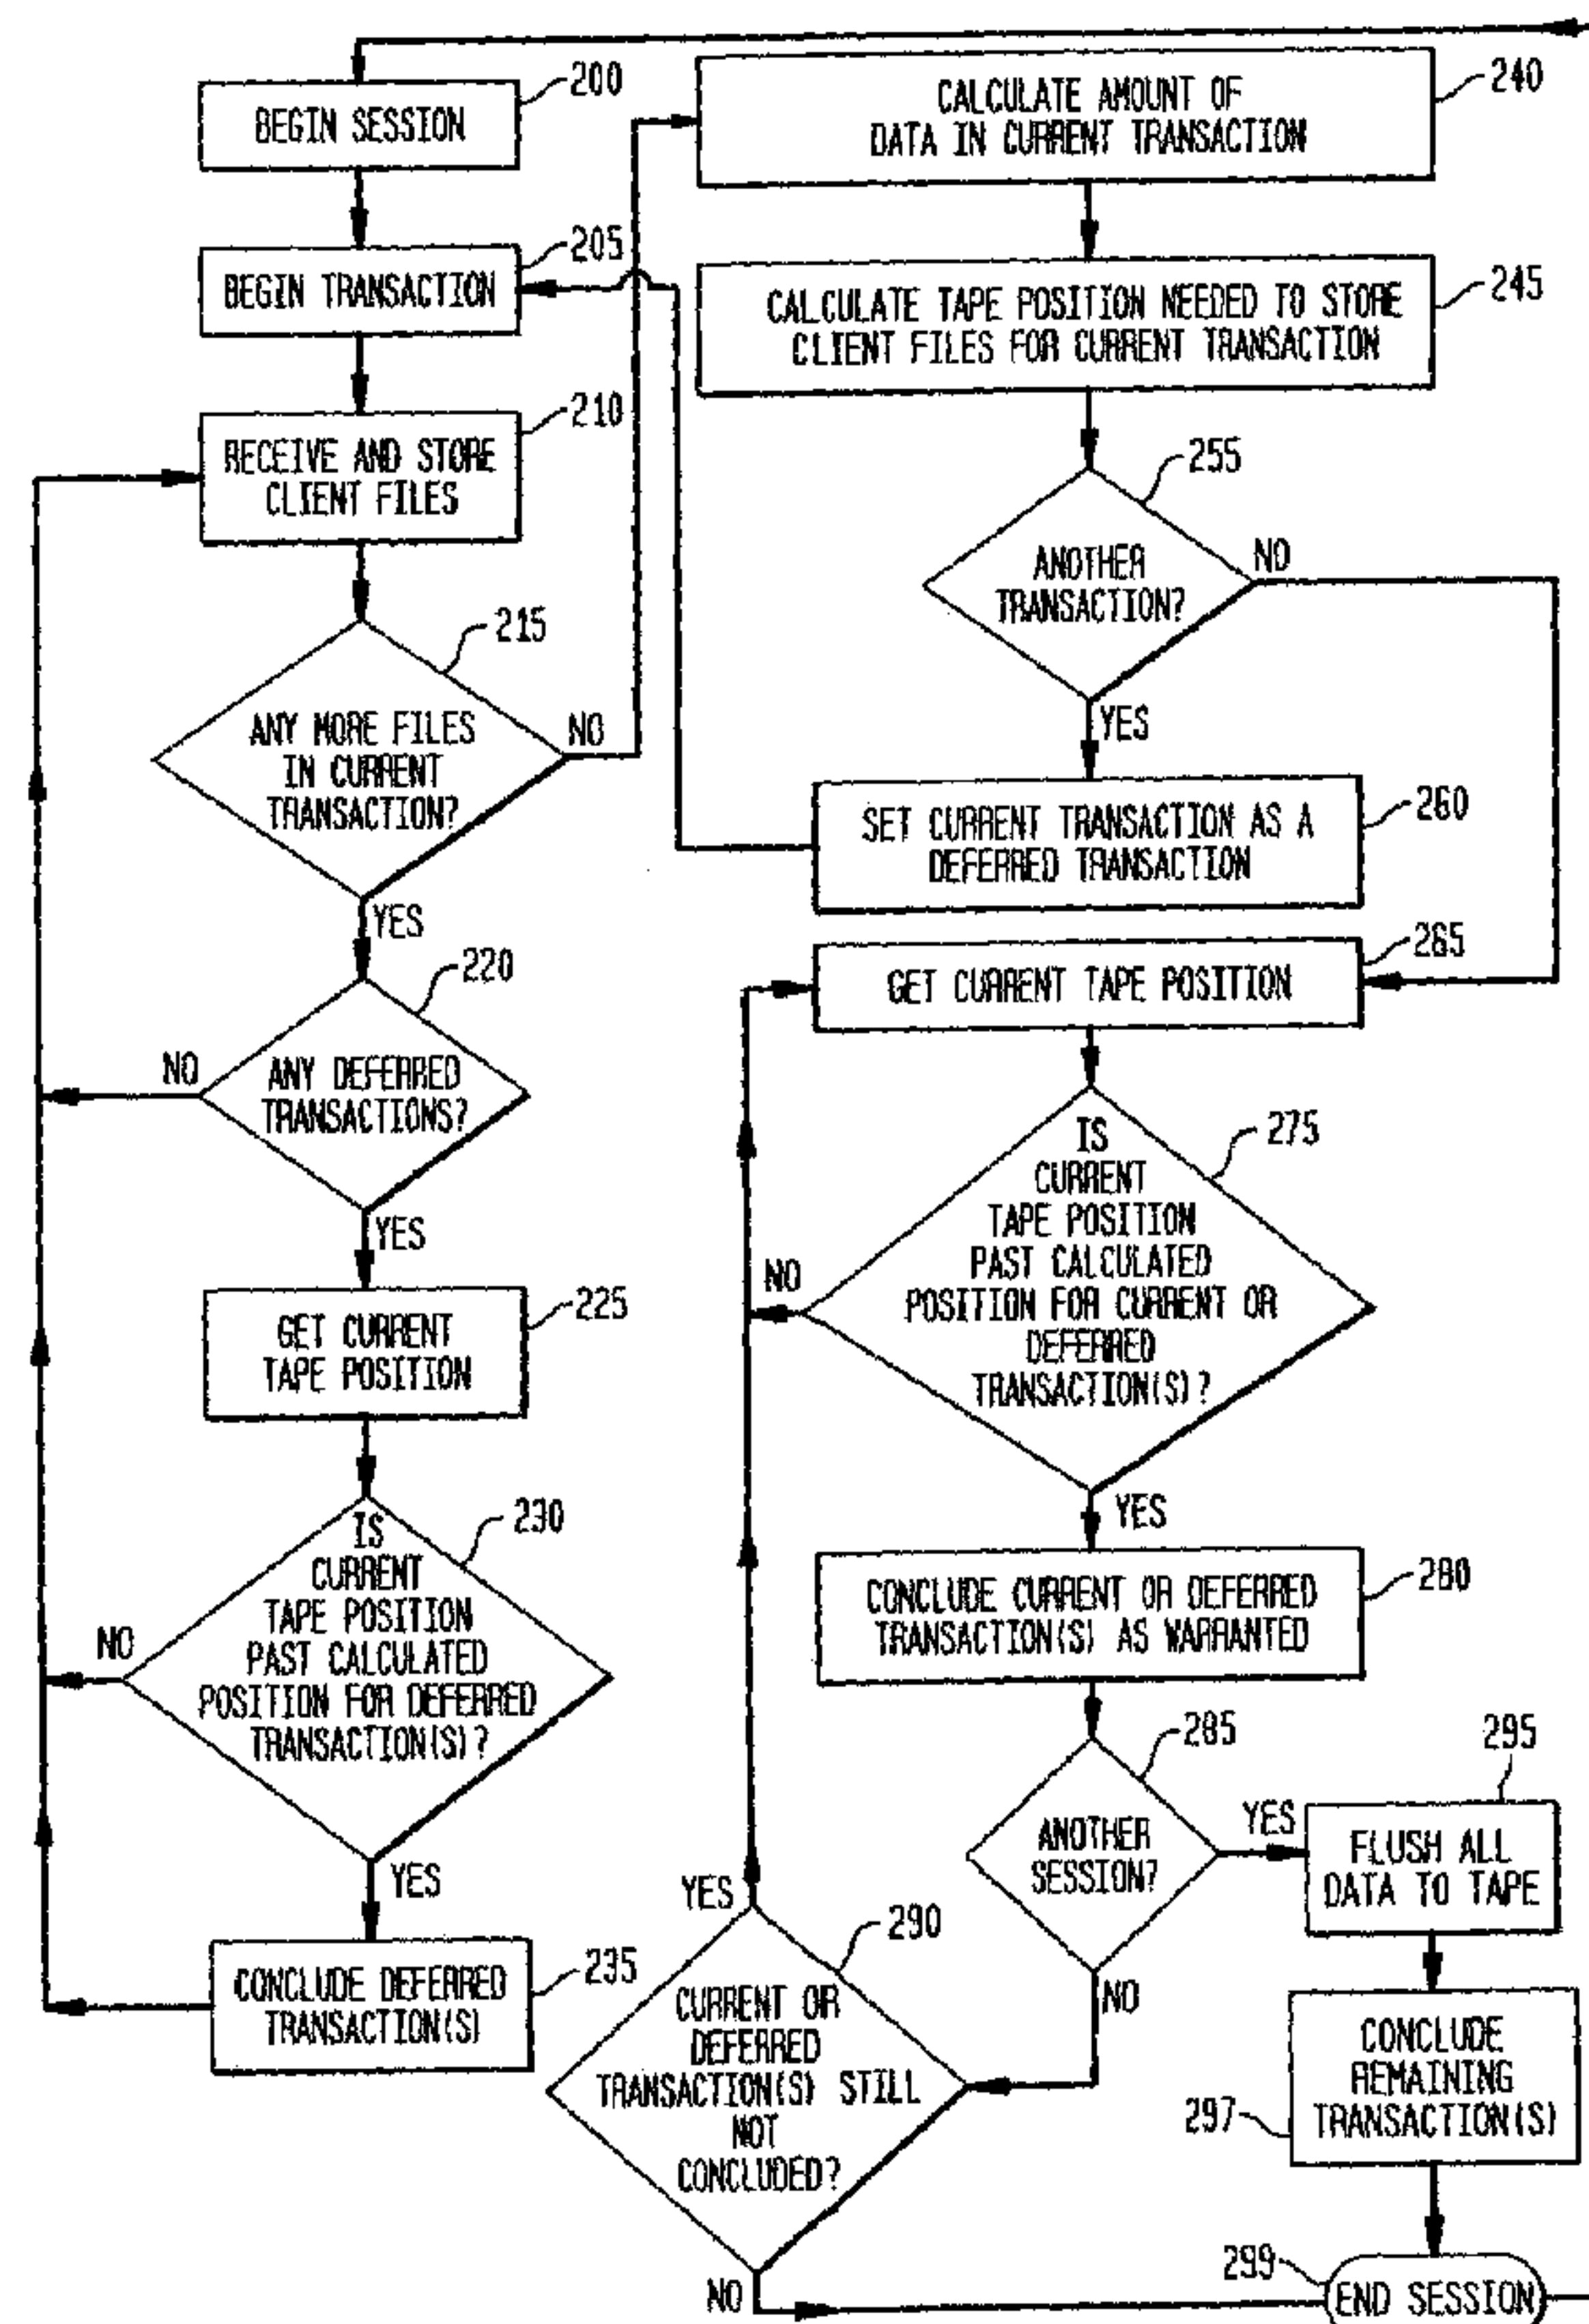 200
BEGIN SESSION
205
BEGIN TRANSACTION
210
RECEIVE AND STORE
CLIENT FILES
215
ANY MORE FILES
IN CURRENT
TRANSACTION?
NO
YES
220
ANY DEFERRED
TRANSACTIONS?
NO
YES
225
GET CURRENT
TAPE POSITION
230
IS
CURRENT
TAPE POSITION
PAST CALCULATED
POSITION FOR DEFERRED
TRANSACTION(S)?
NO
YES
235
CONCLUDE DEFERRED
TRANSACTION(S)
240
CALCULATE AMOUNT OF
DATA IN CURRENT TRANSACTION
245
CALCULATE TAPE POSITION NEEDED TO STORE
CLIENT FILES FOR CURRENT TRANSACTION
255
ANOTHER
TRANSACTION?
NO
YES
260
SET CURRENT TRANSACTION AS A
DEFERRED TRANSACTION
265
GET CURRENT TAPE POSITION
275
IS
CURRENT
TAPE POSITION
PAST CALCULATED
POSITION FOR CURRENT OR
DEFERRED
TRANSACTION(S)?
NO
YES
280
CONCLUDE CURRENT OR DEFERRED
TRANSACTION(S) AS WARRANTED
285
ANOTHER
SESSION?
YES
NO
290
CURRENT OR
DEFERRED
TRANSACTION(S) STILL
NOT
CONCLUDED?
YES
NO
295
FLUSH ALL
DATA TO TAPE
297
CONCLUDE
REMAINING
TRANSACTION(S)
299
END SESSION